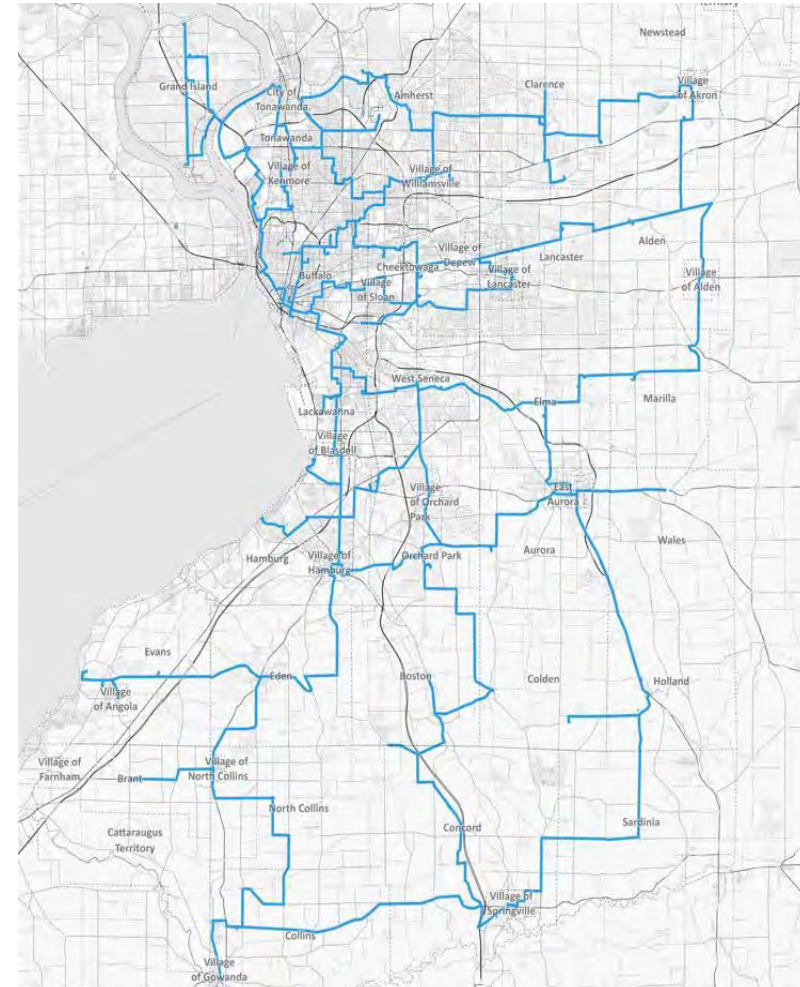 Territory
Newstead
Grand Island
City of
Tonawanda
Amherst
Clarence
Village
of Akron
Tonawanda
Village of
Kenmore
Village of
Williamsville
Village of
Depew
Lancaster
Alden
Buffalo
Cheektowaga
Village
of Sloan
Village of
Lancaster
Village
of Alden
West Seneca
Elma
Marilla
Lackawanna
Village
of Blasdell
Village
of Orchard
Park
East
Aurora
Hamburg
Village of
Hamburg
Orchard Park
Aurora
Wales
Evans
Eden
Boston
Colden
Holland
Village
of Angola
Village of
Farnham
Brant
Village of
North Collins
North Collins
Cattaraugus
Territory
Concord
Sardinia
Village of
Springville
Collins
Village
of Gowanda